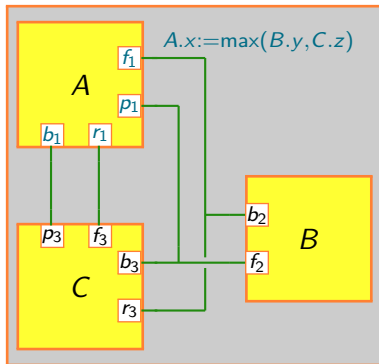 f₁ A.x:=max(B.y,C.z)
A
p₁
b₁ r₁
b₂
B
p₃ f₃
b₃ f₂
C
r₃